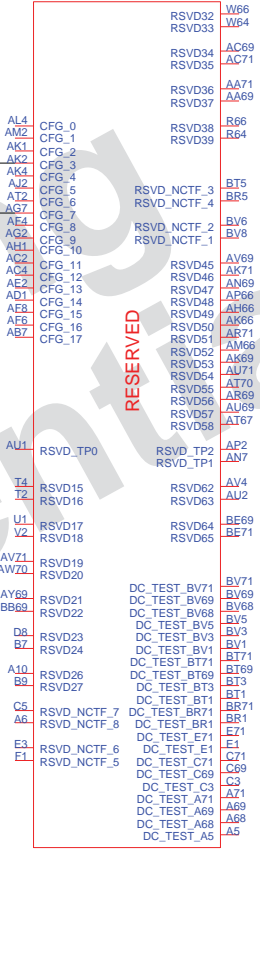 AL4 CFG_0
AM2 CFG_1
AK1 CFG_2
AK2 CFG_3
AK4 CFG_4
AJ2 CFG_5
AT2 CFG_6
AG7 CFG_7
AF4 CFG_8
AG2 CFG_9
AH1 CFG_10
AC2 CFG_11
AC4 CFG_12
AE2 CFG_13
AD1 CFG_14
AF8 CFG_15
AF6 CFG_16
AB7 CFG_17
AU1 RSVD_TP0
T4 RSVD15
T2 RSVD16
U1 RSVD17
V2 RSVD18
AV71 RSVD19
AW70 RSVD20
AY69 RSVD21
BB69 RSVD22
D8 RSVD23
B7 RSVD24
A10 RSVD26
B9 RSVD27
C5 RSVD_NCTF_7
A6 RSVD_NCTF_8
E3 RSVD_NCTF_6
F1 RSVD_NCTF_5
RESERVED
RSVD32 W66
RSVD33 W64
RSVD34 AC69
RSVD35 AC71
RSVD36 AA71
RSVD37 AA69
RSVD38 R66
RSVD39 R64
RSVD_NCTF_3 BT5
RSVD_NCTF_4 BR5
RSVD_NCTF_2 BV6
RSVD_NCTF_1 BV8
RSVD45 AV69
RSVD46 AK71
RSVD47 AN69
RSVD48 AP66
RSVD49 AH66
RSVD50 AK66
RSVD51 AR71
RSVD52 AM66
RSVD53 AK69
RSVD54 AU71
RSVD55 AT70
RSVD56 AR69
RSVD57 AU69
RSVD58 AT67
RSVD_TP2 AP2
RSVD_TP1 AN7
RSVD62 AV4
RSVD63 AU2
RSVD64 BE69
RSVD65 BE71
DC_TEST_BV71 BV71
DC_TEST_BV69 BV69
DC_TEST_BV68 BV68
DC_TEST_BV5 BV5
DC_TEST_BV3 BV3
DC_TEST_BV1 BV1
DC_TEST_BT71 BT71
DC_TEST_BT69 BT69
DC_TEST_BT3 BT3
DC_TEST_BT1 BT1
DC_TEST_BR71 BR71
DC_TEST_BR1 BR1
DC_TEST_E71 E71
DC_TEST_E1 E1
DC_TEST_C71 C71
DC_TEST_C69 C69
DC_TEST_C3 C3
DC_TEST_A71 A71
DC_TEST_A69 A69
DC_TEST_A68 A68
DC_TEST_A5 A5